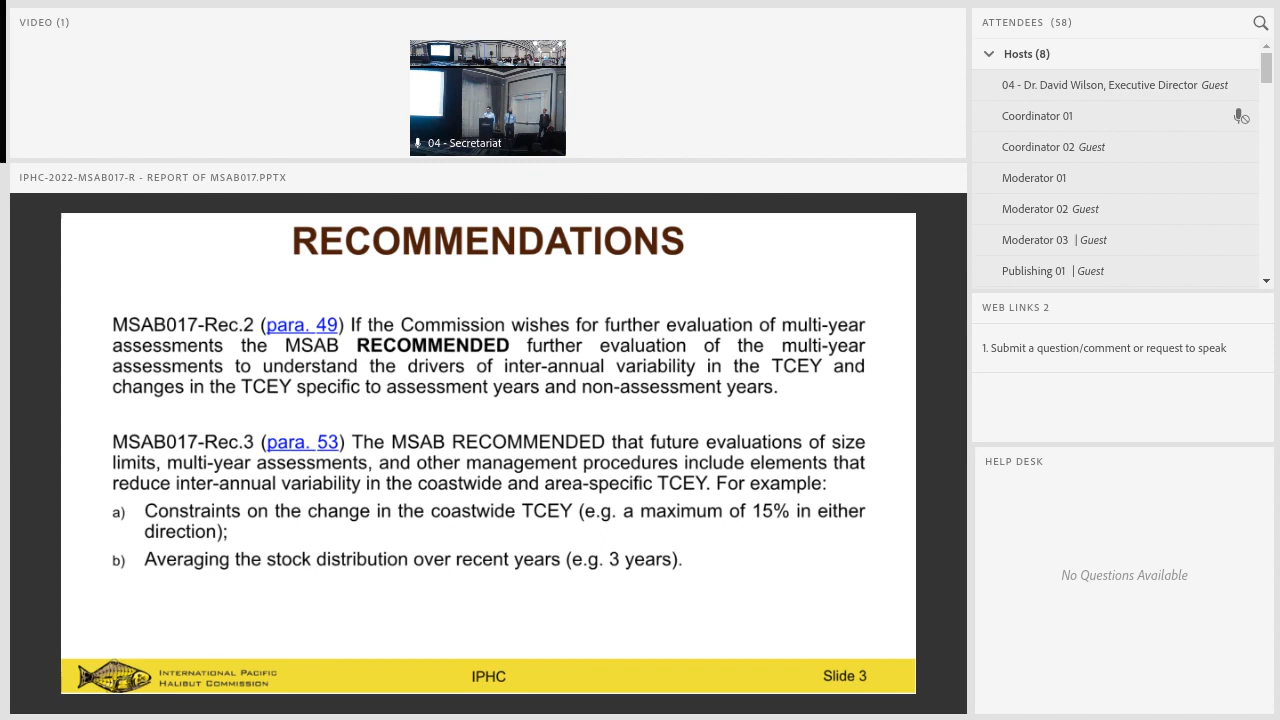 VIDEO (1)
04 - Secretariat
IPHC-2022-MSAB017-R - REPORT OF MSAB017.PPTX
RECOMMENDATIONS
MSAB017-Rec.2 (para. 49) If the Commission wishes for further evaluation of multi-year
assessments the MSAB RECOMMENDED further evaluation of the multi-year
assessments to understand the drivers of inter-annual variability in the TCEY and
changes in the TCEY specific to assessment years and non-assessment years.
MSAB017-Rec.3 (para. 53) The MSAB RECOMMENDED that future evaluations of size
limits, multi-year assessments, and other management procedures include elements that
reduce inter-annual variability in the coastwide and area-specific TCEY. For example:
a) Constraints on the change in the coastwide TCEY (e.g. a maximum of 15% in either
direction);
b) Averaging the stock distribution over recent years (e.g. 3 years).
INTERNATIONAL PACIFIC
HALIBUT COMMISSION
IPHC
Slide 3
ATTENDEES (58)
Hosts (8)
04 - Dr. David Wilson, Executive Director Guest
Coordinator 01
Coordinator 02 Guest
Moderator 01
Moderator 02 Guest
Moderator 03 | Guest
Publishing 01 | Guest
WEB LINKS 2
1. Submit a question/comment or request to speak
HELP DESK
No Questions Available